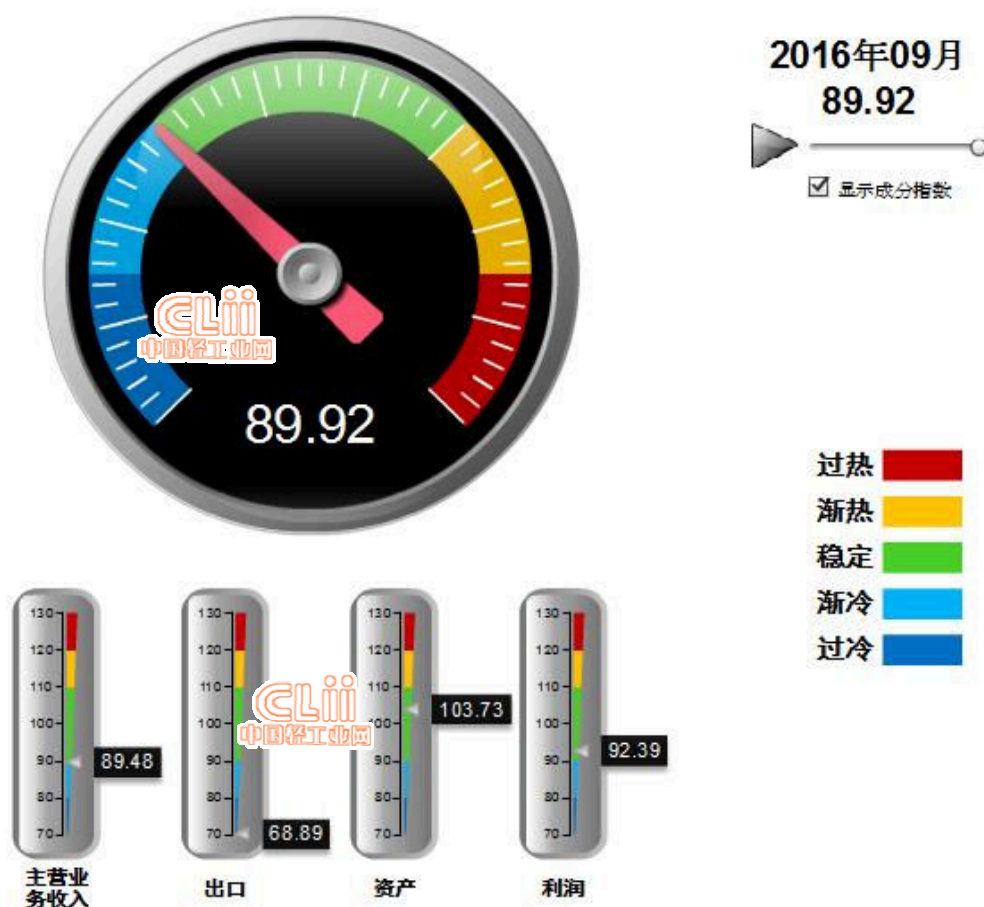 2016年09月
89.92
显示成分指数
CLiii
中国轻工业网
89.92
过热
渐热
稳定
渐冷
过冷
130
120
110
100
90
80
70
89.48
主营业
务收入
130
120
110
100
90
80
70
CLiii
中国轻工业网
68.89
出口
130
120
110
100
90
80
70
103.73
资产
130
120
110
100
90
80
70
92.39
利润